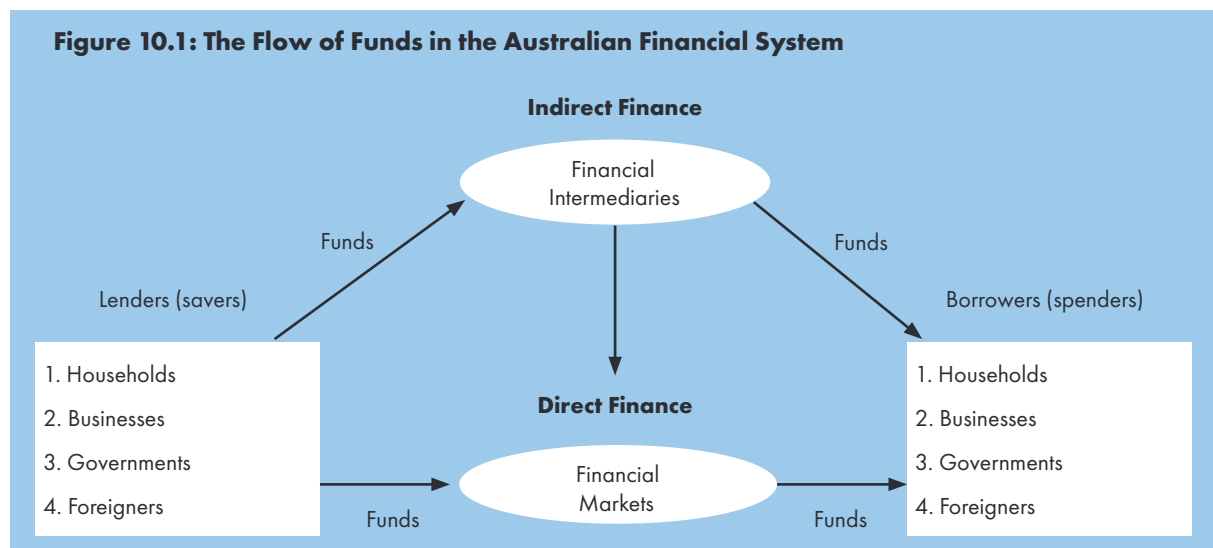 Figure 10.1: The Flow of Funds in the Australian Financial System
Indirect Finance
Financial
Intermediaries
Funds
Funds
Lenders (savers)
Borrowers (spenders)
1. Households
2. Businesses
3. Governments
4. Foreigners
Direct Finance
Financial
Markets
Funds
Funds
1. Households
2. Businesses
3. Governments
4. Foreigners